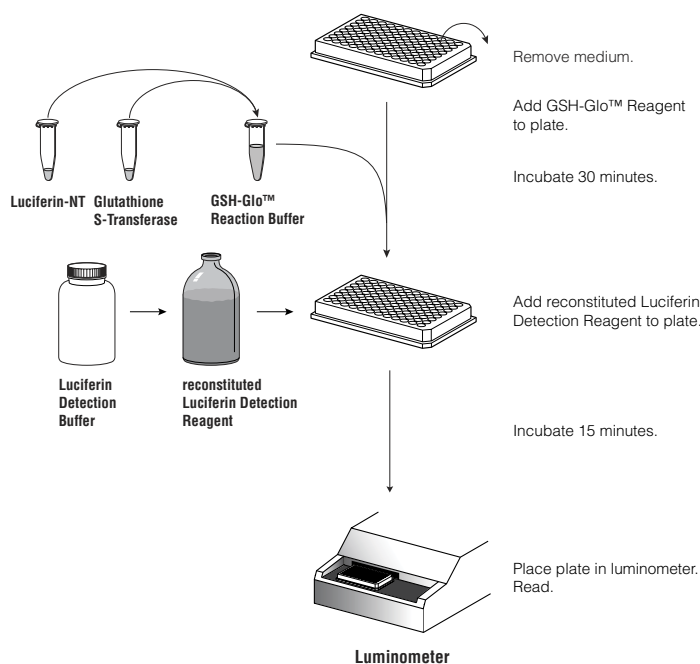 Remove medium.
Add GSH-Glo™ Reagent
to plate.
Incubate 30 minutes.
Luciferin-NT
Glutathione
S-Transferase
GSH-Glo™
Reaction Buffer
Add reconstituted Luciferin
Detection Reagent to plate.
Luciferin
Detection
Buffer
reconstituted
Luciferin Detection
Reagent
Incubate 15 minutes.
Place plate in luminometer.
Read.
Luminometer